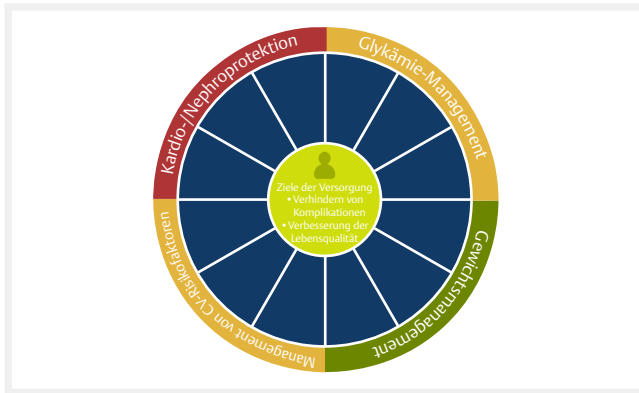 Kardio-/Nephroprotektion
Glykämie-Management
Ziele der Versorgung
• Verhindern von
Komplikationen
• Verbesserung der
Lebensqualität
Management von CV-Risikofaktoren
Gewichtsmanagement